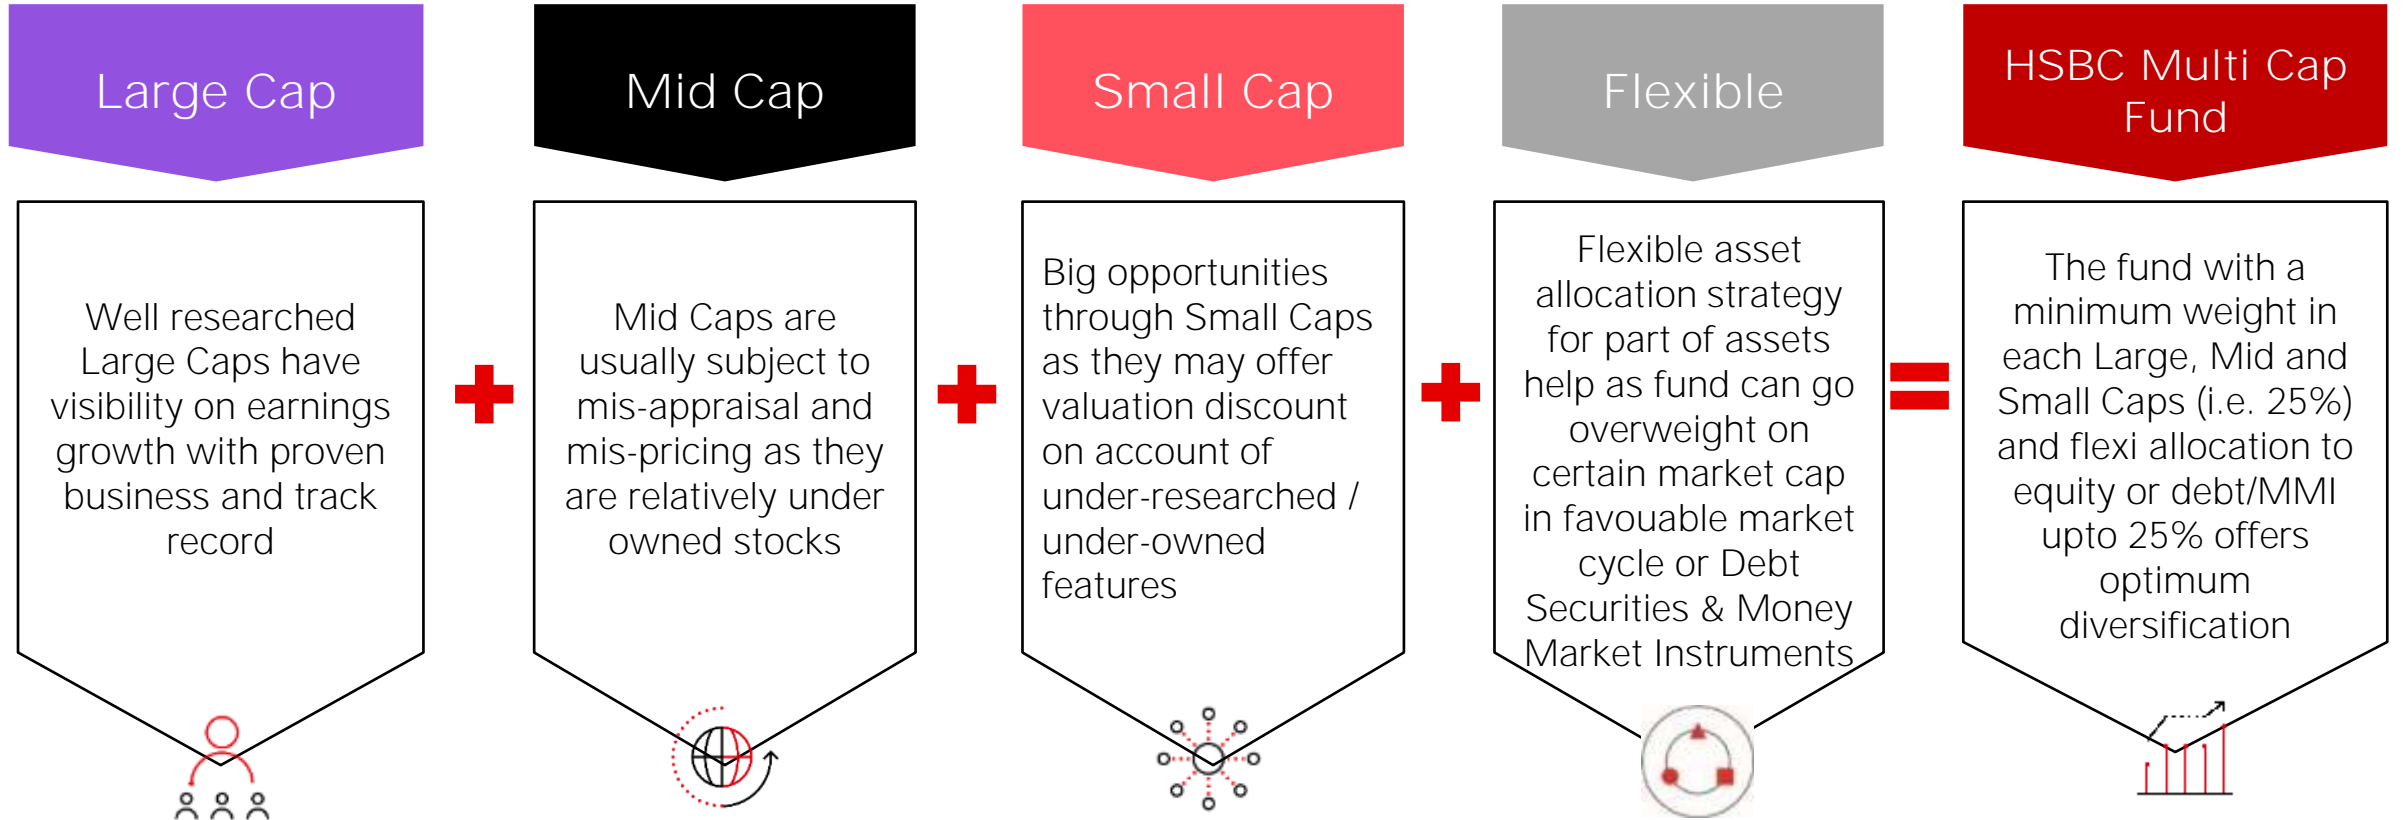 Large Cap
Well researched
Large Caps have
visibility on earnings
growth with proven
business and track
record
Mid Cap
Mid Caps are
usually subject to
mis-appraisal and
mis-pricing as they
are relatively under
owned stocks
Small Cap
Big opportunities
through Small Caps
as they may offer
valuation discount
on account of
under-researched /
under-owned
features
Flexible
Flexible asset
allocation strategy
for part of assets
help as fund can go
overweight on
certain market cap
in favouable market
cycle or Debt
Securities & Money
Market Instruments
HSBC Multi Cap
Fund
The fund with a
minimum weight in
each Large, Mid and
Small Caps (i.e. 25%)
and flexi allocation to
equity or debt/MMI
upto 25% offers
optimum
diversification